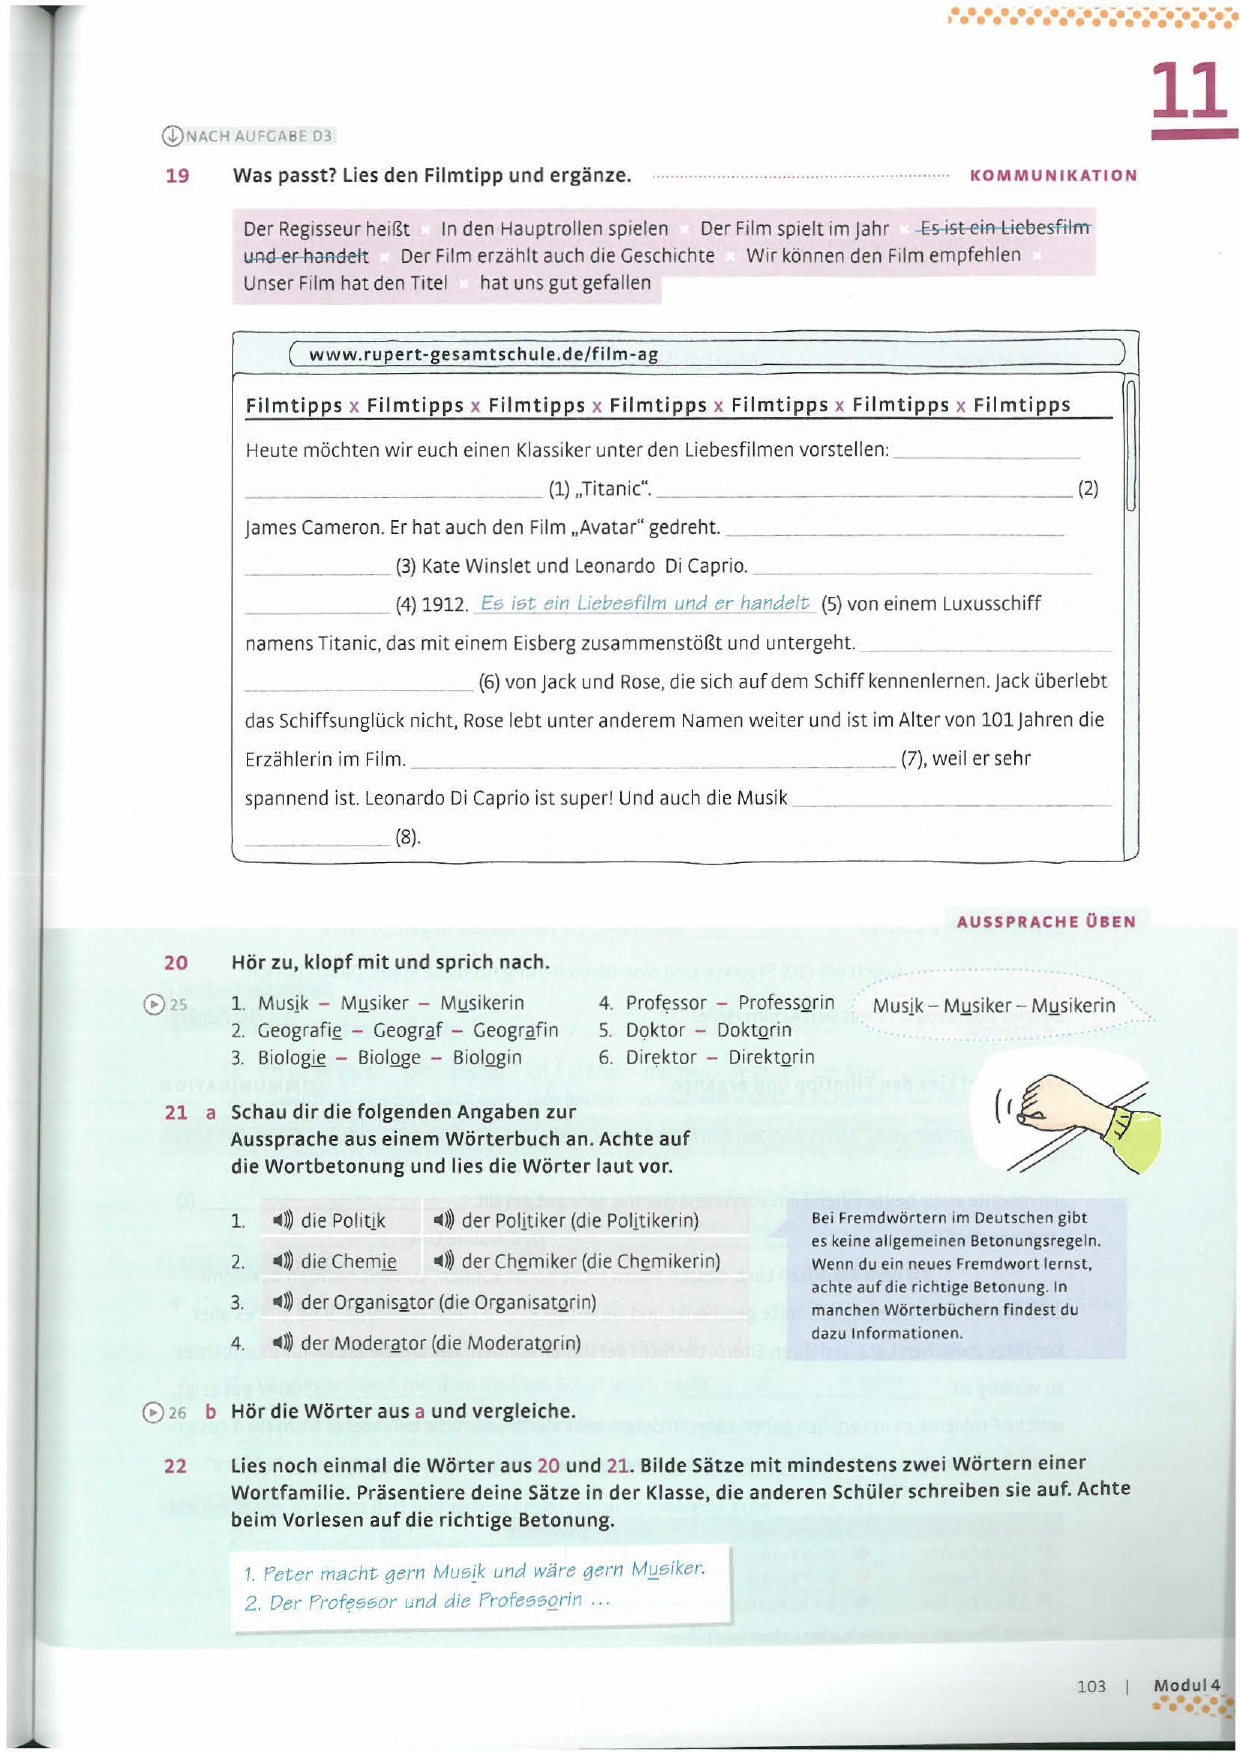 11
NACH AUFGABE D3
19 Was passt? Lies den Filmtipp und ergänze. KOMMUNIKATION
Der Regisseur heißt x In den Hauptrollen spielen x Der Film spielt im Jahr x Es ist ein Liebesfilm
und er handelt x Der Film erzählt auch die Geschichte x Wir können den Film empfehlen x
Unser Film hat den Titel x hat uns gut gefallen
www.rupert-gesamtschule.de/film-ag
Filmtipps x Filmtipps x Filmtipps x Filmtipps x Filmtipps x Filmtipps x Filmtipps
Heute möchten wir euch einen Klassiker unter den Liebesfilmen vorstellen:
(1) „Titanic“. (2)
James Cameron. Er hat auch den Film „Avatar“ gedreht.
(3) Kate Winslet und Leonardo Di Caprio.
(4) 1912. Es ist ein Liebesfilm und er handelt (5) von einem Luxusschiff
namens Titanic, das mit einem Eisberg zusammenstößt und untergeht.
(6) von Jack und Rose, die sich auf dem Schiff kennenlernen. Jack überlebt
das Schiffsunglück nicht, Rose lebt unter anderem Namen weiter und ist im Alter von 101 Jahren die
Erzählerin im Film. (7), weil er sehr
spannend ist. Leonardo Di Caprio ist super! Und auch die Musik
(8).
AUSSPRACHE ÜBEN
20 Hör zu, klopf mit und sprich nach.
25 1. Musik – Musiker – Musikerin
2. Geografie – Geograf – Geografin
3. Biologie – Biologe – Biologin
4. Professor – Professorin
5. Doktor – Doktorin
6. Direktor – Direktorin
Musik – Musiker – Musikerin
21 a Schau dir die folgenden Angaben zur
Aussprache aus einem Wörterbuch an. Achte auf
die Wortbetonung und lies die Wörter laut vor.
1. die Politik der Politiker (die Politikerin)
2. die Chemie der Chemiker (die Chemikerin)
3. der Organisator (die Organisatorin)
4. der Moderator (die Moderatorin)
Bei Fremdwörtern im Deutschen gibt
es keine allgemeinen Betonungsregeln.
Wenn du ein neues Fremdwort lernst,
achte auf die richtige Betonung. In
manchen Wörterbüchern findest du
dazu Informationen.
26 b Hör die Wörter aus a und vergleiche.
22 Lies noch einmal die Wörter aus 20 und 21. Bilde Sätze mit mindestens zwei Wörtern einer
Wortfamilie. Präsentiere deine Sätze in der Klasse, die anderen Schüler schreiben sie auf. Achte
beim Vorlesen auf die richtige Betonung.
1. Peter macht gern Musik und wäre gern Musiker.
2. Der Professor und die Professorin ...
103 | Modul 4